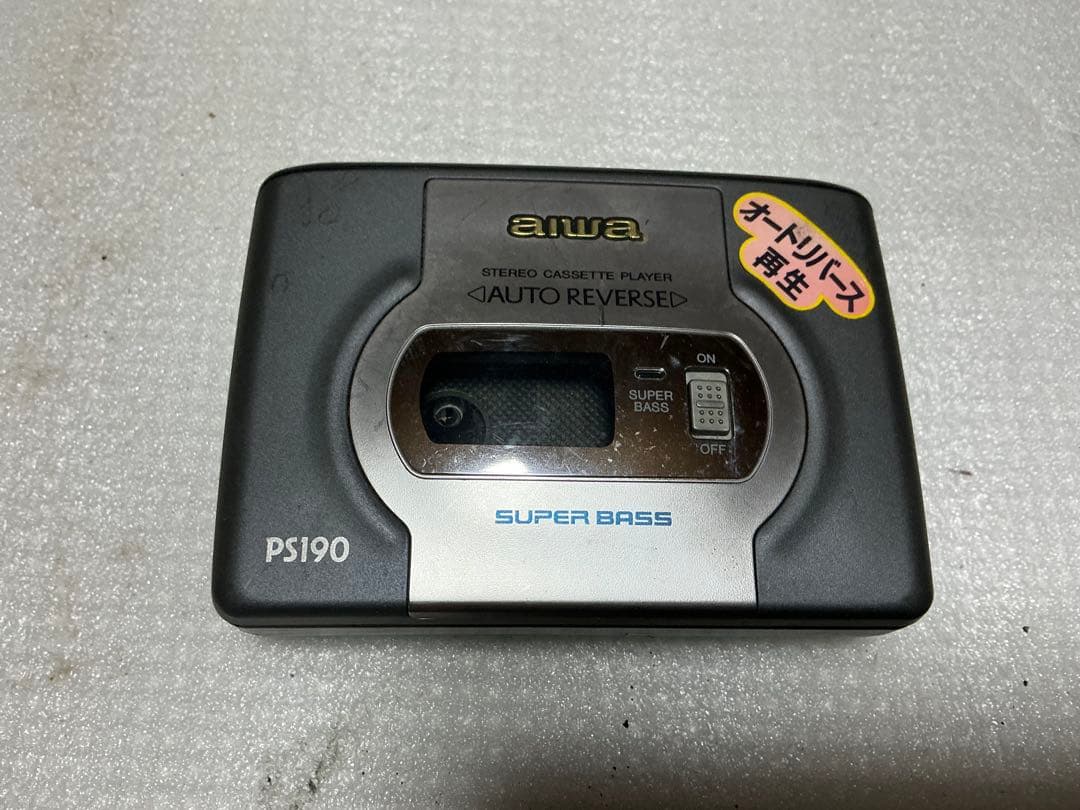 aiwa
STEREO CASSETTE PLAYER
◁AUTO REVERSE▷
オートリバース
再生
ON
SUPER
BASS
OFF
SUPER BASS
PS190